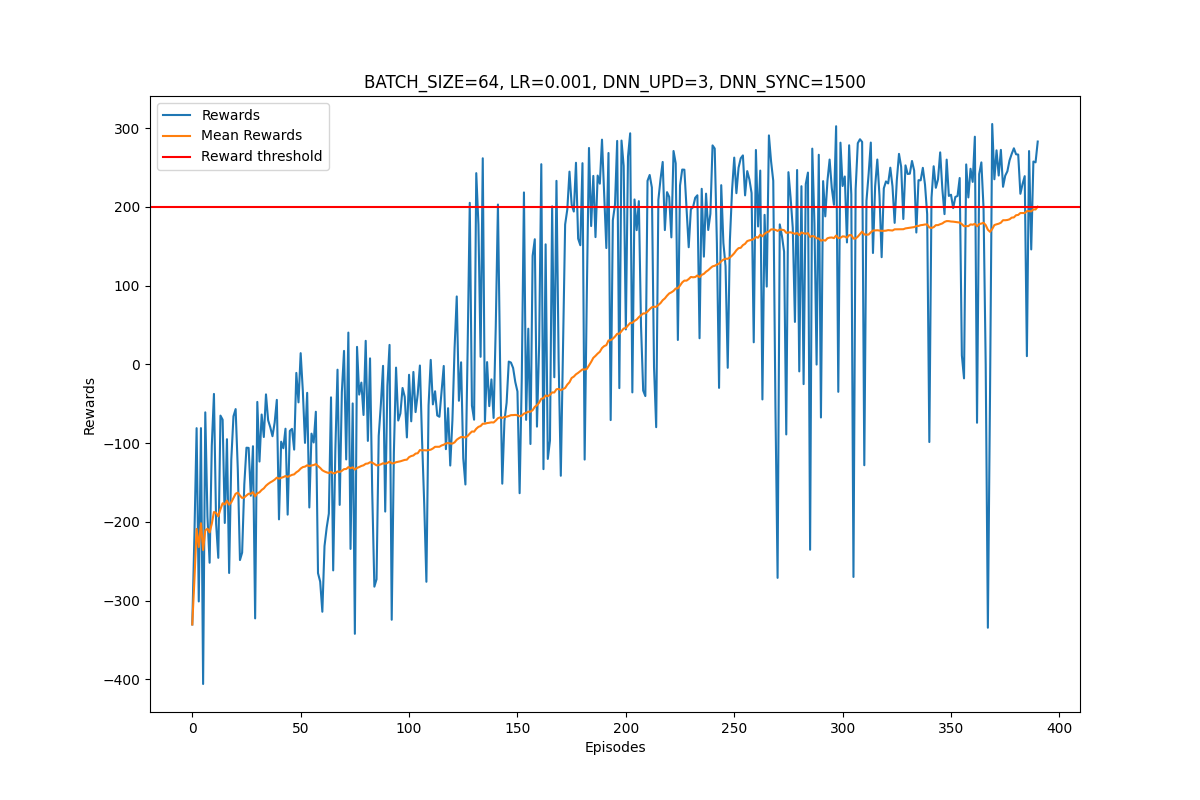 BATCH_SIZE=64, LR=0.001, DNN_UPD=3, DNN_SYNC=1500
Rewards
Mean Rewards
Reward threshold
300
200
100
0
−100
−200
−300
−400
Rewards
0 50 100 150 200 250 300 350 400
Episodes